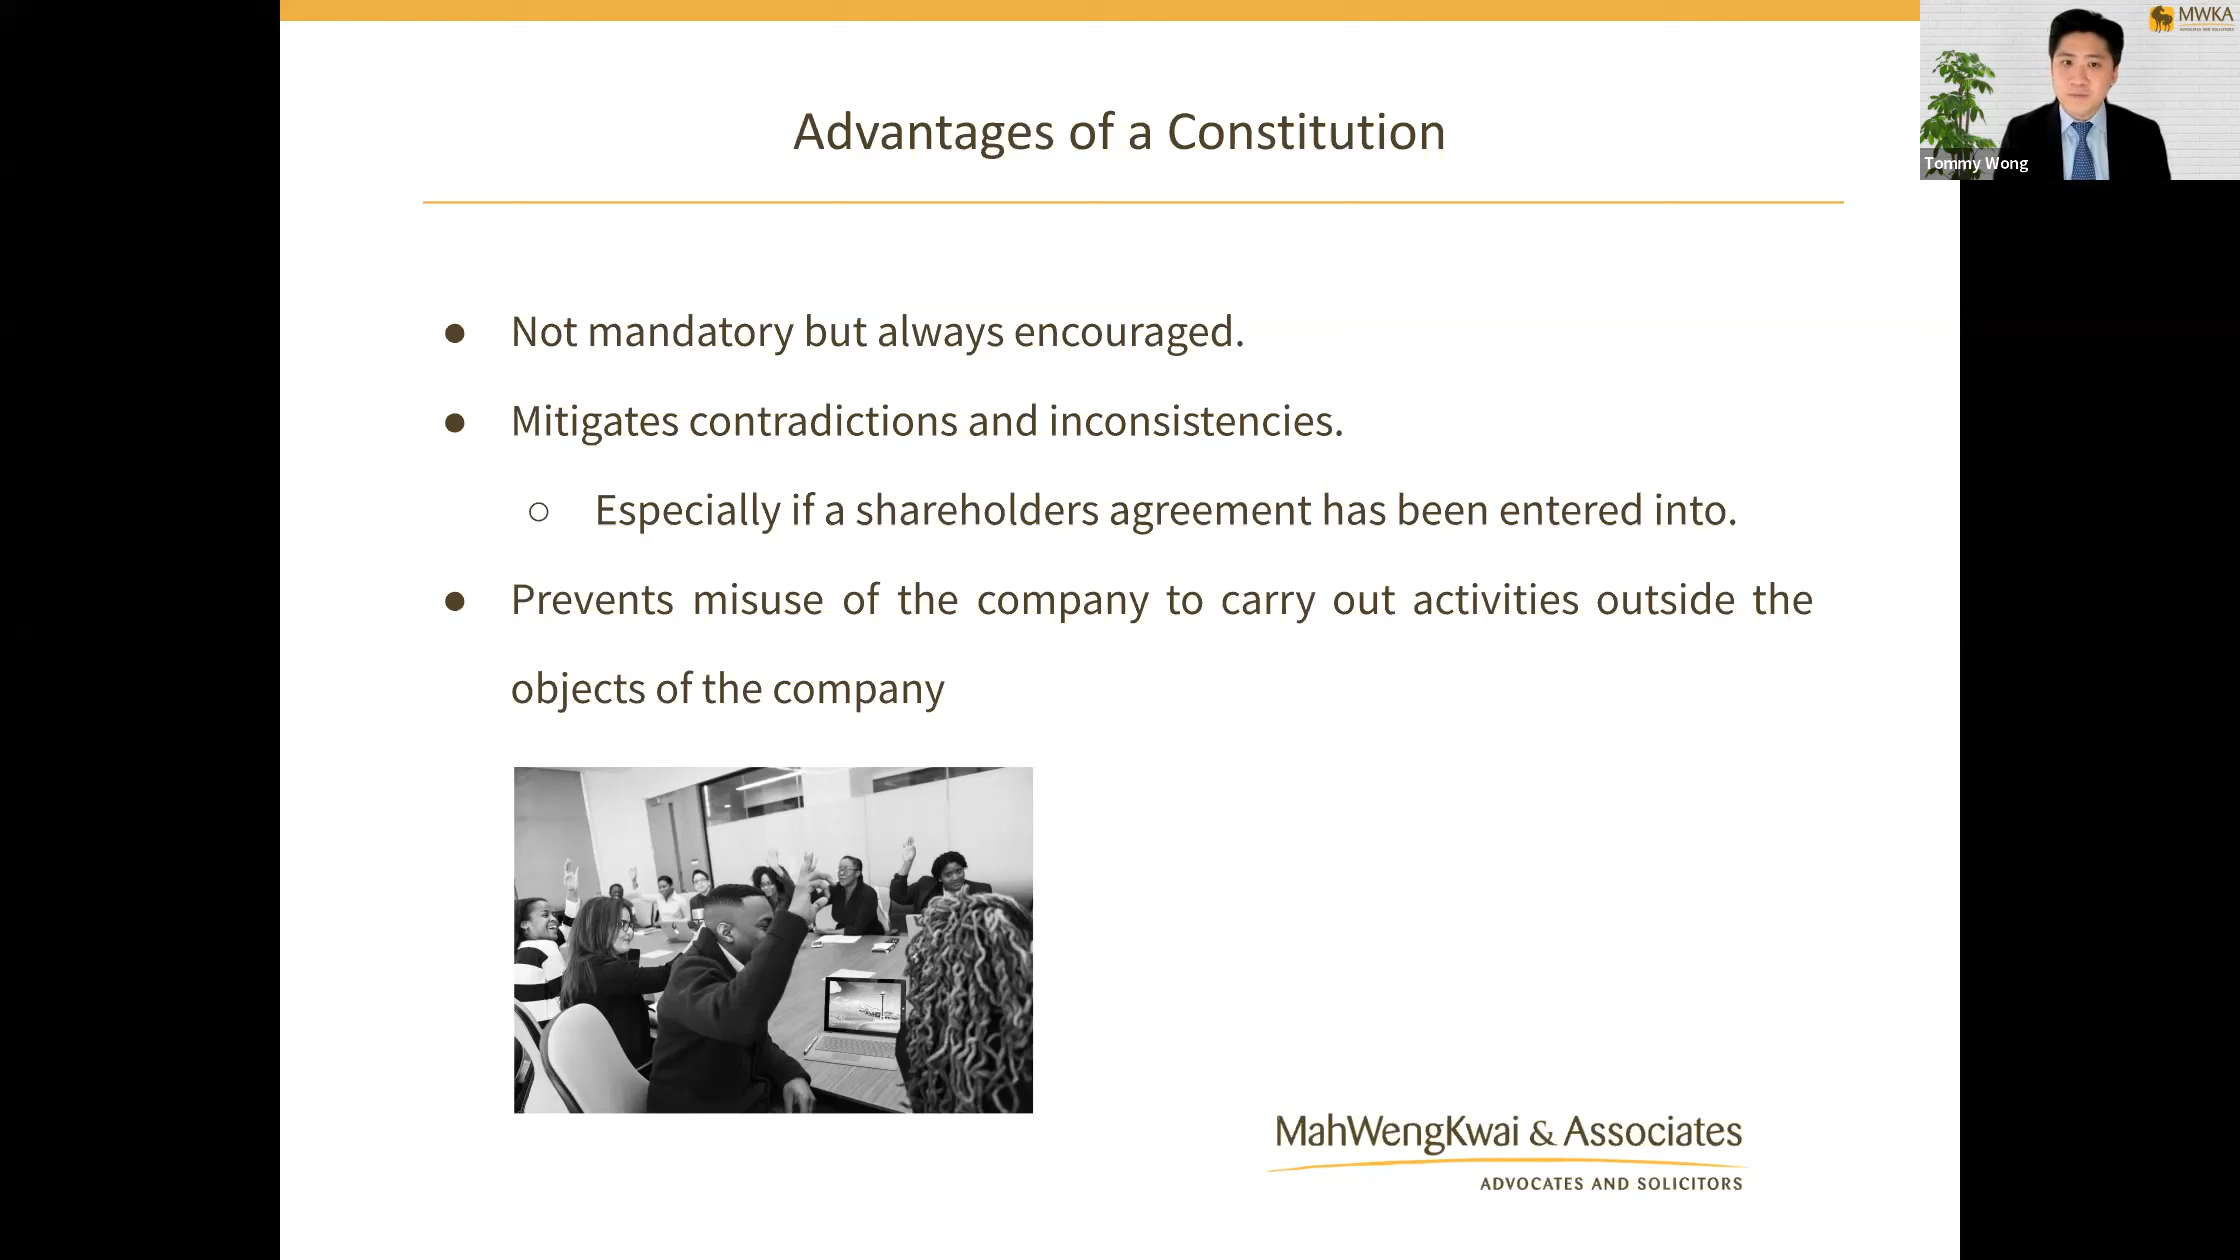 MWKA
Tommy Wong
Advantages of a Constitution
● Not mandatory but always encouraged.
● Mitigates contradictions and inconsistencies.
○ Especially if a shareholders agreement has been entered into.
● Prevents misuse of the company to carry out activities outside the
objects of the company
MahWengKwai & Associates
ADVOCATES AND SOLICITORS